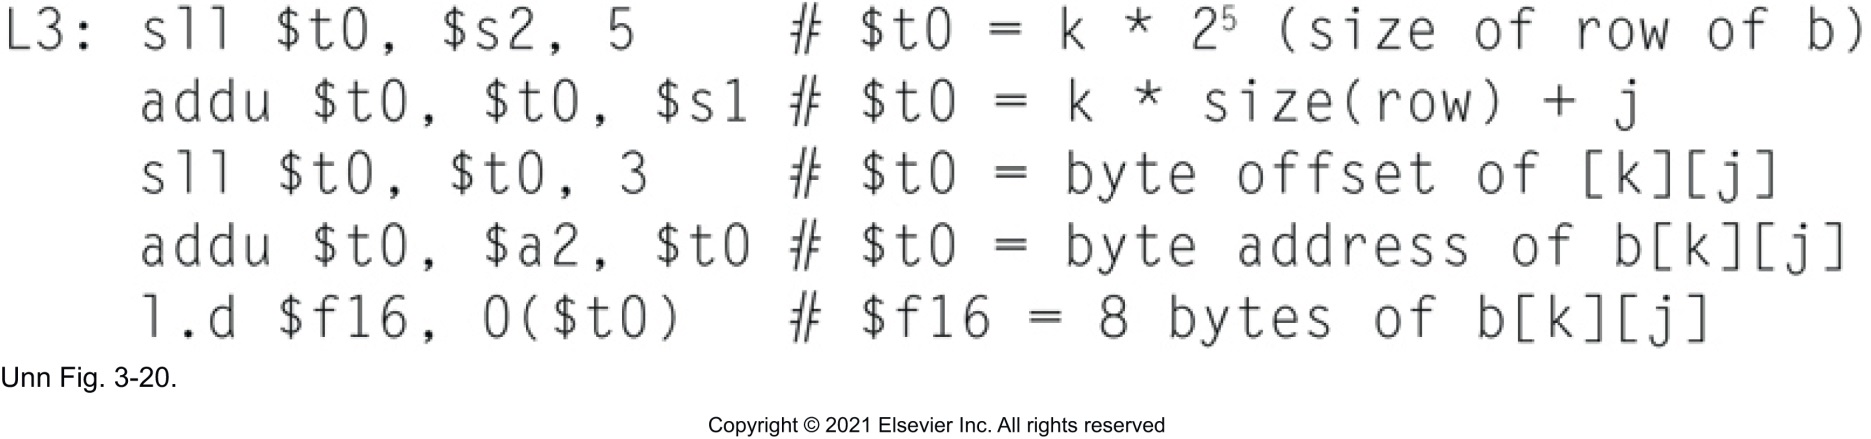 L3: sll $t0, $s2, 5 # $t0 = k * 2⁵ (size of row of b)
addu $t0, $t0, $s1 # $t0 = k * size(row) + j
sll $t0, $t0, 3 # $t0 = byte offset of [k][j]
addu $t0, $a2, $t0 # $t0 = byte address of b[k][j]
l.d $f16, 0($t0) # $f16 = 8 bytes of b[k][j]
Unn Fig. 3-20.
Copyright © 2021 Elsevier Inc. All rights reserved